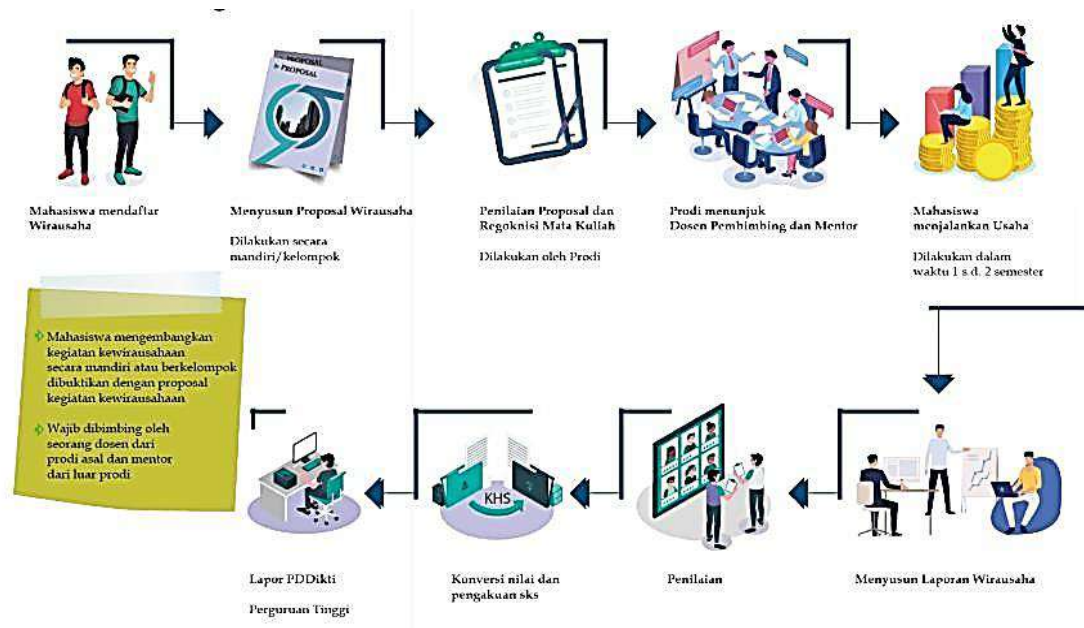 PROPOSAL
PROPOSAL
Mahasiswa mendaftar
Wirausaha
Menyusun Proposal Wirausaha
Dilakukan secara
mandiri/kelompok
Penilaian Proposal dan
Regoknisi Mata Kuliah
Dilakukan oleh Prodi
Prodi menunjuk
Dosen Pembimbing dan Mentor
Mahasiswa
menjalankan Usaha
Dilakukan dalam
waktu 1 s.d. 2 semester
Mahasiswa mengembangkan
kegiatan kewirausahaan
secara mandiri atau berkelompok
dibuktikan dengan proposal
kegiatan kewirausahaan
Wajib dibimbing oleh
seorang dosen dari
prodi asal dan mentor
dari luar prodi
Menyusun Laporan Wirausaha
Penilaian
KHS
Konversi nilai dan
pengakuan sks
Lapor PDDikti
Perguruan Tinggi